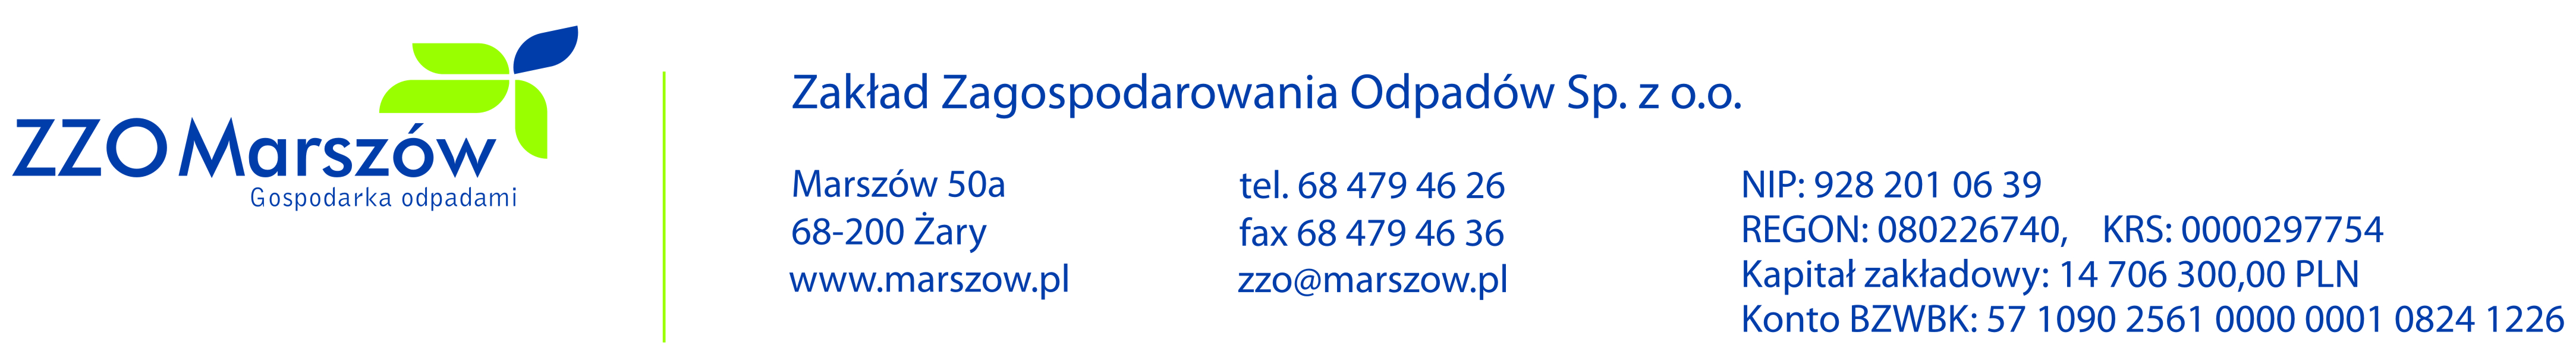 ZZO Marszów
Gospodarka odpadami
Zakład Zagospodarowania Odpadów Sp. z o.o.
Marszów 50a
68-200 Żary
www.marszow.pl
tel. 68 479 46 26
fax 68 479 46 36
zzo@marszow.pl
NIP: 928 201 06 39
REGON: 080226740, KRS: 0000297754
Kapitał zakładowy: 14 706 300,00 PLN
Konto BZWBK: 57 1090 2561 0000 0001 0824 1226